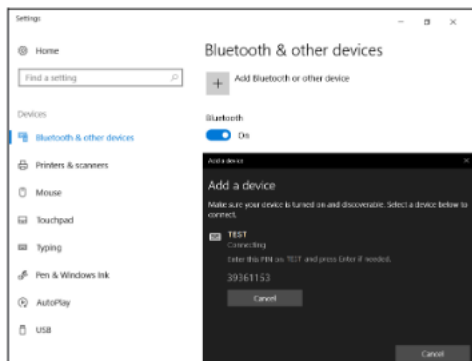 Settings
Home
Find a setting
Devices
Bluetooth & other devices
Printers & scanners
Mouse
Touchpad
Typing
Pen & Windows Ink
AutoPlay
USB
Bluetooth & other devices
Add Bluetooth or other device
Bluetooth
On
Add a device
Add a device
Make sure your device is turned on and discoverable. Select a device below to
connect.
TEST
Connecting
Enter this PIN on TEST and press Enter if needed.
39361153
Cancel
Cancel